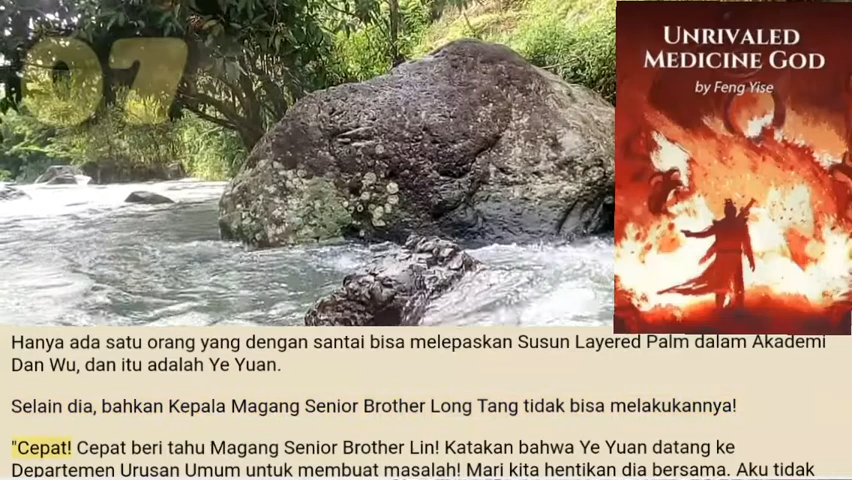 97
UNRIVALED
MEDICINE GOD
by Feng Yise
Hanya ada satu orang yang dengan santai bisa melepaskan Susun Layered Palm dalam Akademi
Dan Wu, dan itu adalah Ye Yuan.
Selain dia, bahkan Kepala Magang Senior Brother Long Tang tidak bisa melakukannya!
"Cepat! Cepat beri tahu Magang Senior Brother Lin! Katakan bahwa Ye Yuan datang ke
Departemen Urusan Umum untuk membuat masalah! Mari kita hentikan dia bersama. Aku tidak